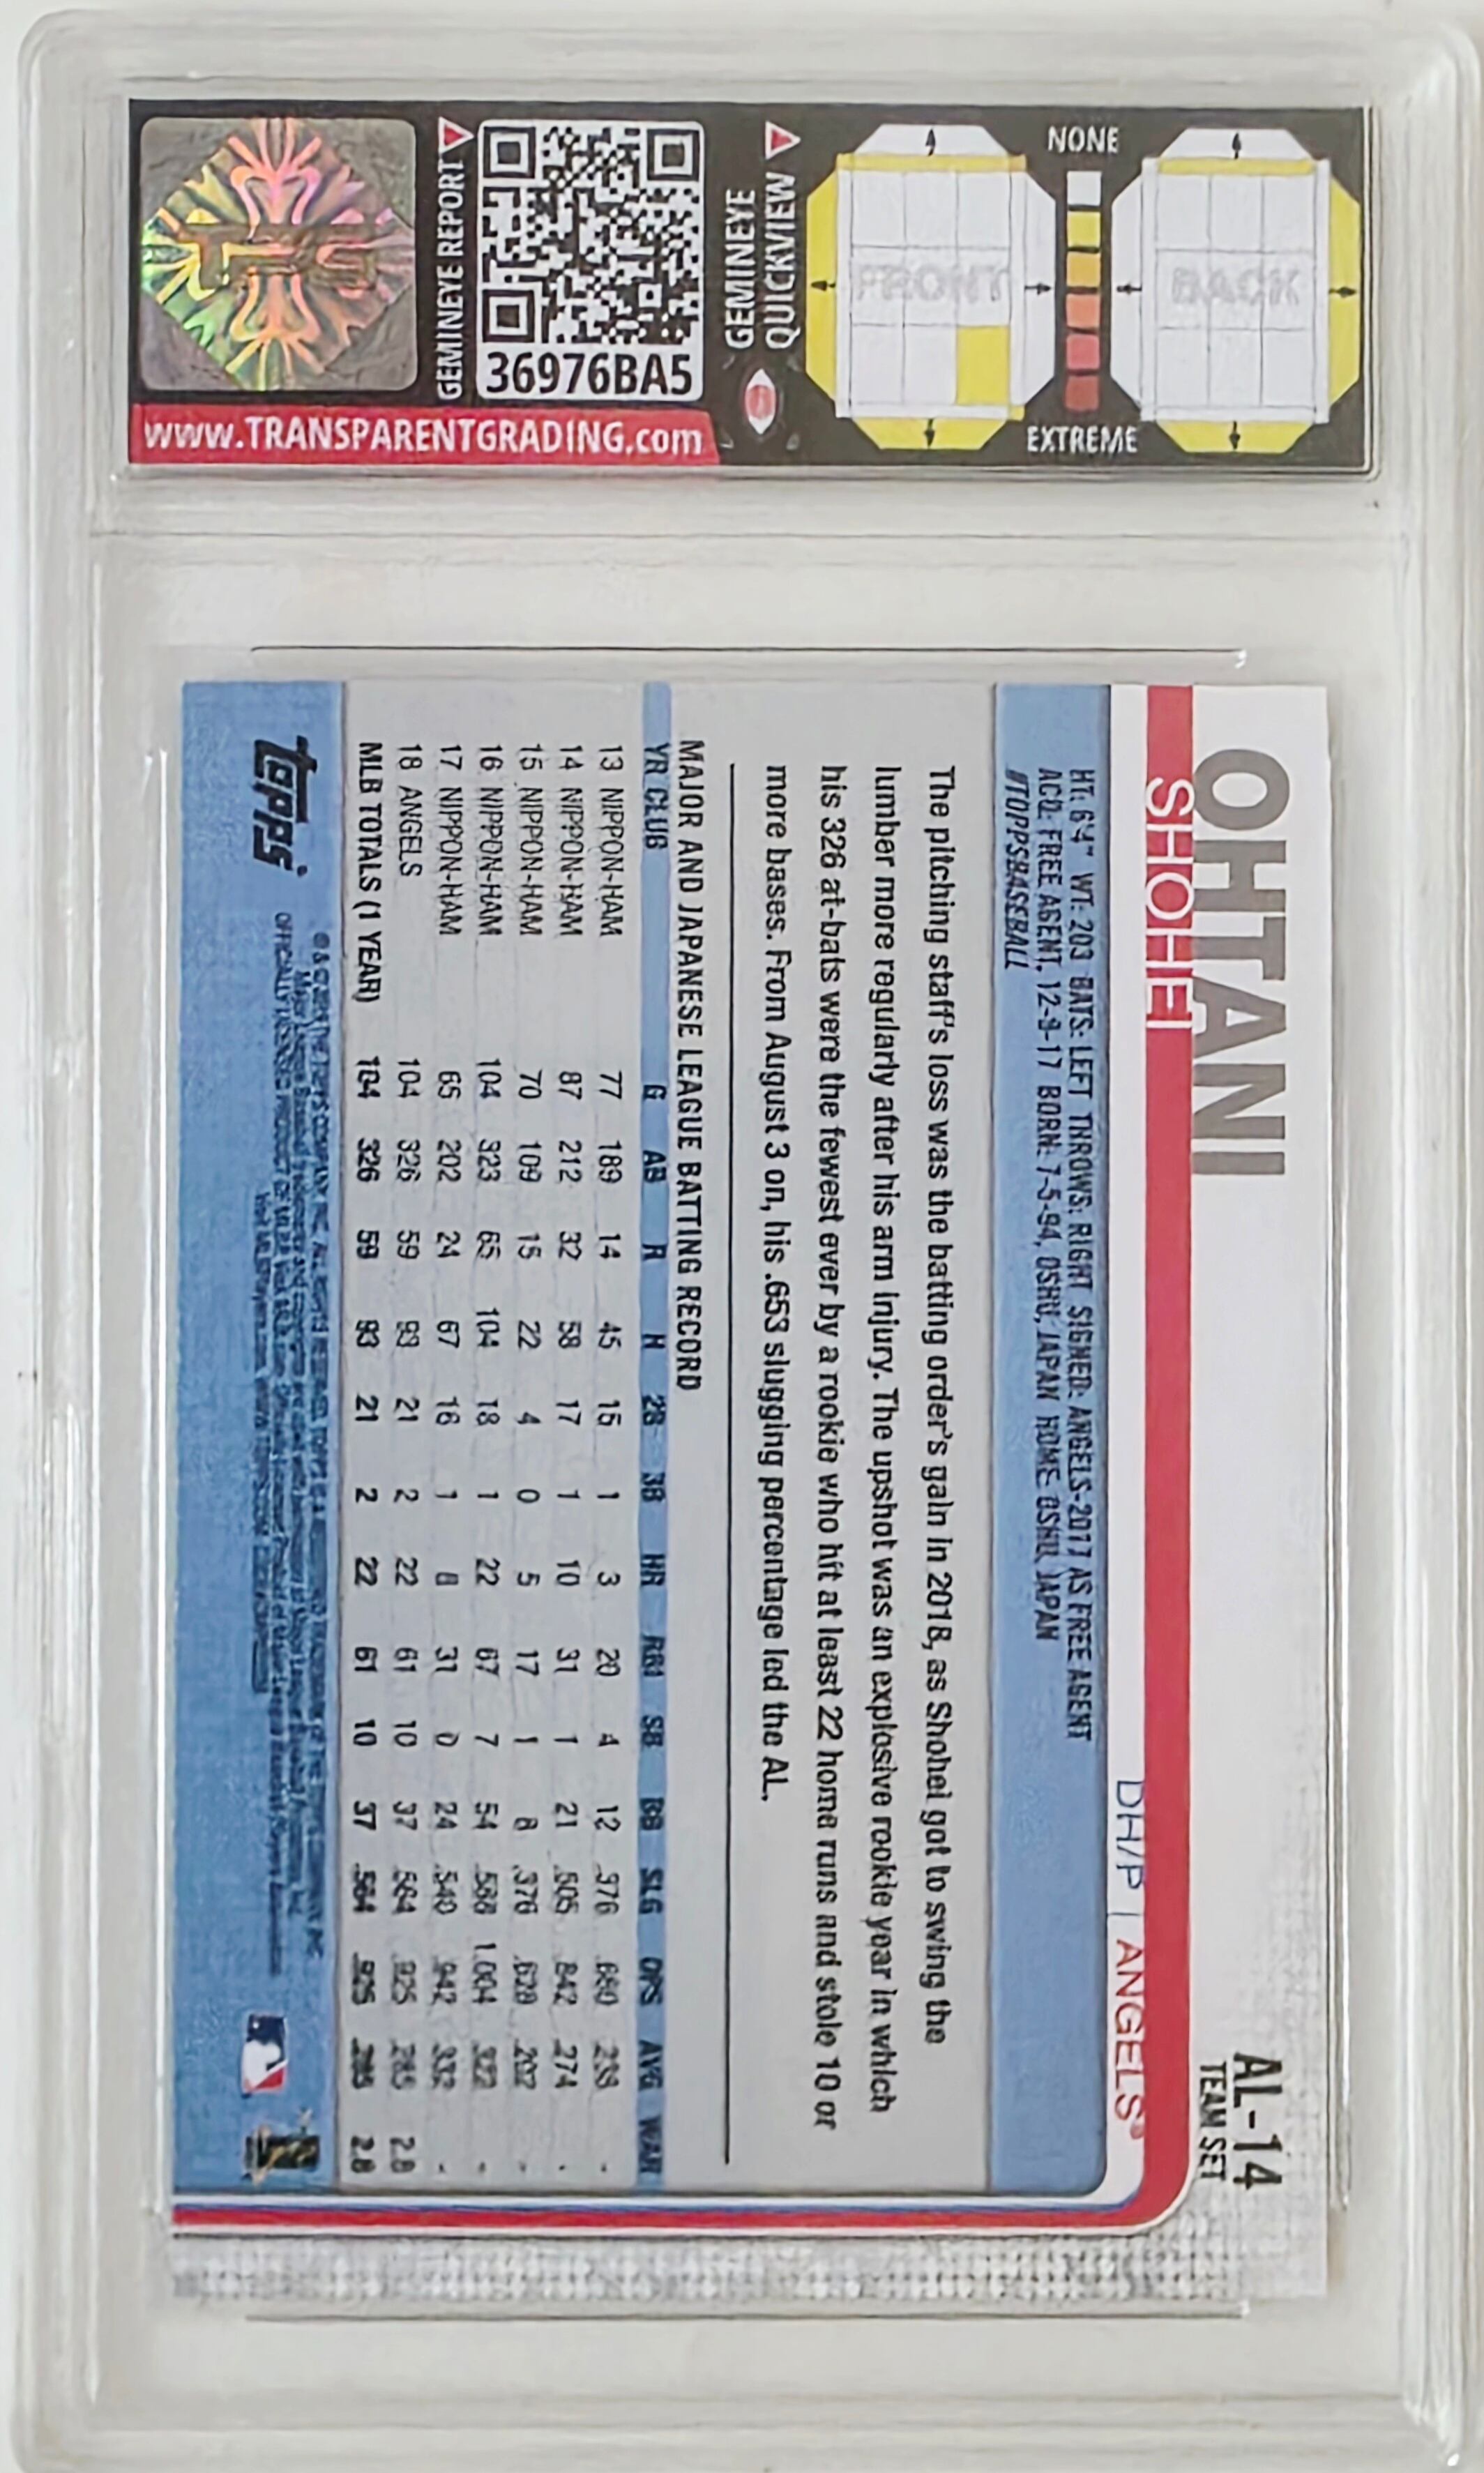 GEMINEYE REPORT
36976BA5
www.TRANSPARENTGRADING.com
QUICKVIEW
GEMINEYE
NONE
FRONT
BACK
EXTREME
OHTANI
SHOHEI
AL-14
TEAM SET
DH/P | ANGELS®
HT: 6'4" WT: 203 BATS: LEFT THROWS: RIGHT SIGNED: ANGELS-2017 AS FREE AGENT
ACQ: FREE AGENT, 12-9-17 BORN: 7-5-94, OSHU, JAPAN HOME: OSHU, JAPAN
#TOPPSBASEBALL
The pitching staff's loss was the batting order's gain in 2018, as Shohei got to swing the
lumber more regularly after his arm injury. The upshot was an explosive rookie year in which
his 326 at-bats were the fewest ever by a rookie who hit at least 22 home runs and stole 10 or
more bases. From August 3 on, his .653 slugging percentage led the AL.
MAJOR AND JAPANESE LEAGUE BATTING RECORD
YR CLUB G AB R H 2B 3B HR RBI SB BB SLG OPS AVG WAR
13 NIPPON-HAM 77 189 14 45 15 1 3 20 4 12 .376 .660 .238 -
14 NIPPON-HAM 87 212 32 58 17 1 10 31 1 21 .505 .842 .274 -
15 NIPPON-HAM 70 109 15 22 4 0 5 17 1 8 .376 .628 .202 -
16 NIPPON-HAM 104 323 65 104 18 1 22 67 7 54 .588 1.004 .322 -
17 NIPPON-HAM 65 202 24 67 16 1 8 31 0 24 .540 .942 .332 -
18 ANGELS 104 326 59 93 21 2 22 61 10 37 .564 .925 .285 2.8
MLB TOTALS (1 YEAR) 104 326 59 93 21 2 22 61 10 37 .564 .925 .285 2.8
topps